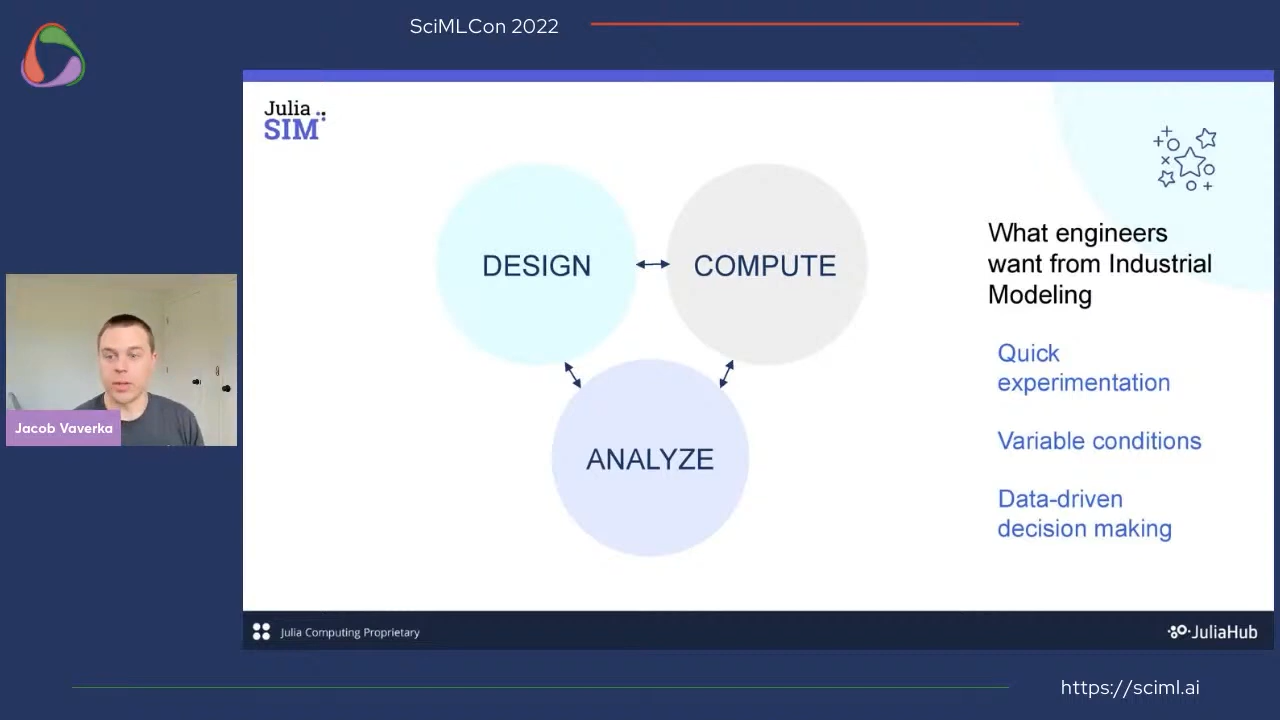 SciMLCon 2022
Julia
SIM
DESIGN
COMPUTE
ANALYZE
What engineers
want from Industrial
Modeling
Quick
experimentation
Variable conditions
Data-driven
decision making
Jacob Vaverka
Julia Computing Proprietary
JuliaHub
https://sciml.ai